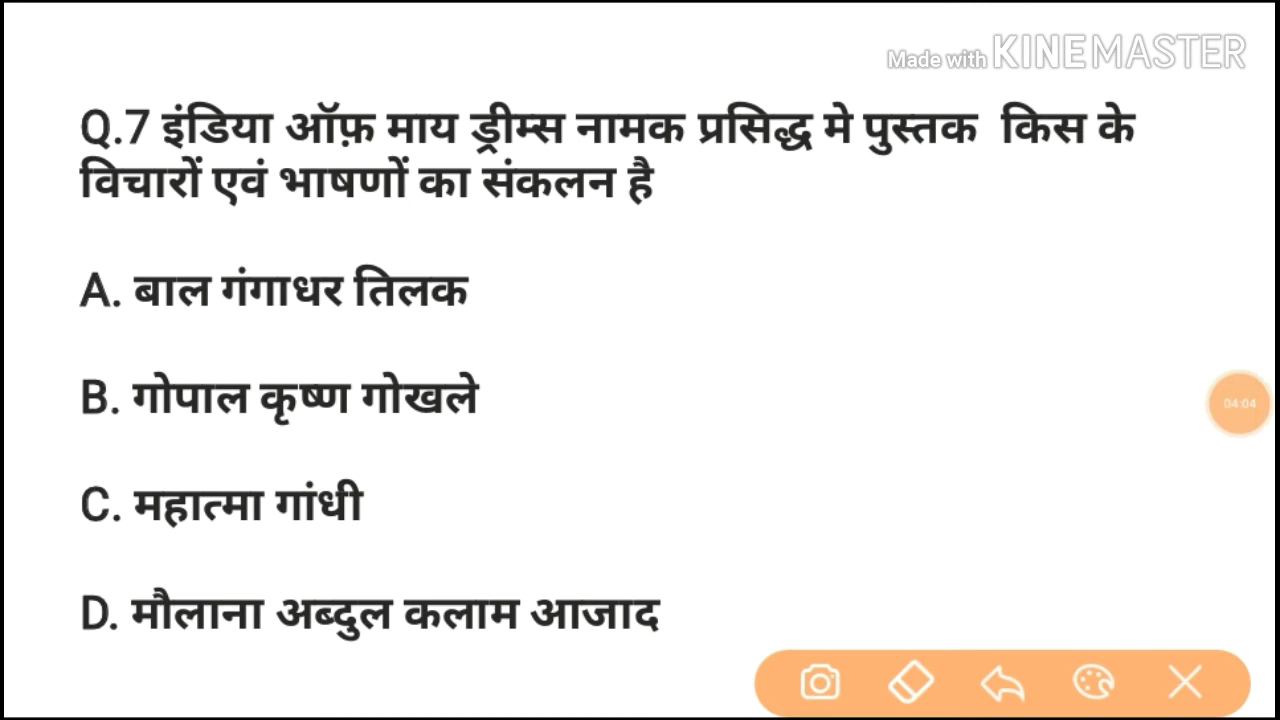 Made with KINEMASTER
Q.7 इंडिया ऑफ़ माय ड्रीम्स नामक प्रसिद्ध मे पुस्तक किस के
विचारों एवं भाषणों का संकलन है
A. बाल गंगाधर तिलक
B. गोपाल कृष्ण गोखले
04:04
C. महात्मा गांधी
D. मौलाना अब्दुल कलाम आजाद